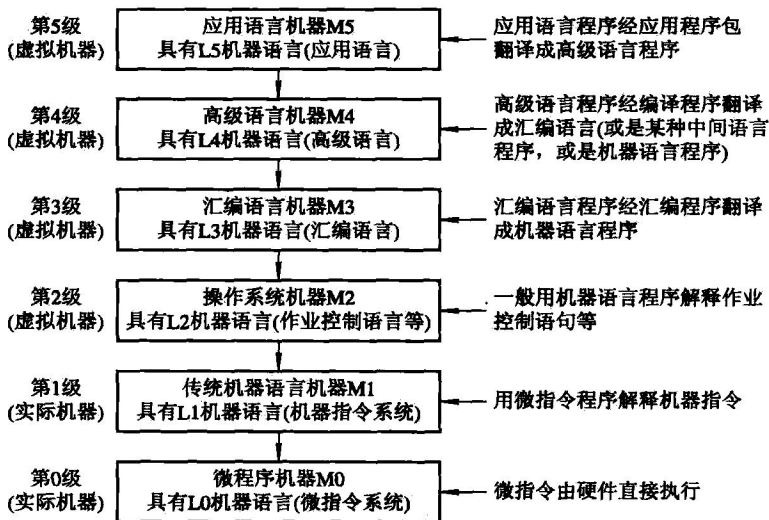 第5级
(虚拟机器)
应用语言机器M5
具有L5机器语言(应用语言)
应用语言程序经应用程序包
翻译成高级语言程序
第4级
(虚拟机器)
高级语言机器M4
具有L4机器语言(高级语言)
高级语言程序经编译程序翻译
成汇编语言(或是某种中间语言
程序，或是机器语言程序)
第3级
(虚拟机器)
汇编语言机器M3
具有L3机器语言(汇编语言)
汇编语言程序经汇编程序翻译
成机器语言程序
第2级
(虚拟机器)
操作系统机器M2
具有L2机器语言(作业控制语言等)
一般用机器语言程序解释作业
控制语句等
第1级
(实际机器)
传统机器语言机器M1
具有L1机器语言(机器指令系统)
用微指令程序解释机器指令
第0级
(实际机器)
微程序机器M0
具有L0机器语言(微指令系统)
微指令由硬件直接执行